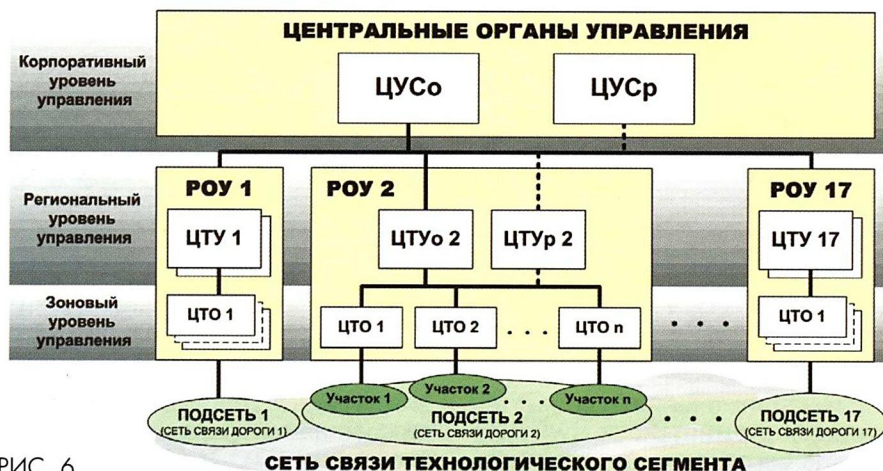 ЦЕНТРАЛЬНЫЕ ОРГАНЫ УПРАВЛЕНИЯ
Корпоративный
уровень
управления
ЦУСо
ЦУСр
РОУ 1
РОУ 2
РОУ 17
Региональный
уровень
управления
ЦТУ 1
ЦТУо 2
ЦТУр 2
ЦТУ 17
Зоновый
уровень
управления
ЦТО 1
ЦТО 1
ЦТО 2
. . .
ЦТО n
. . .
ЦТО 1
Участок 1
Участок 2
. . .
Участок n
ПОДСЕТЬ 1
(СЕТЬ СВЯЗИ ДОРОГИ 1)
ПОДСЕТЬ 2
(СЕТЬ СВЯЗИ ДОРОГИ 2)
. . .
ПОДСЕТЬ 17
(СЕТЬ СВЯЗИ ДОРОГИ 17)
РИС. 6
СЕТЬ СВЯЗИ ТЕХНОЛОГИЧЕСКОГО СЕГМЕНТА